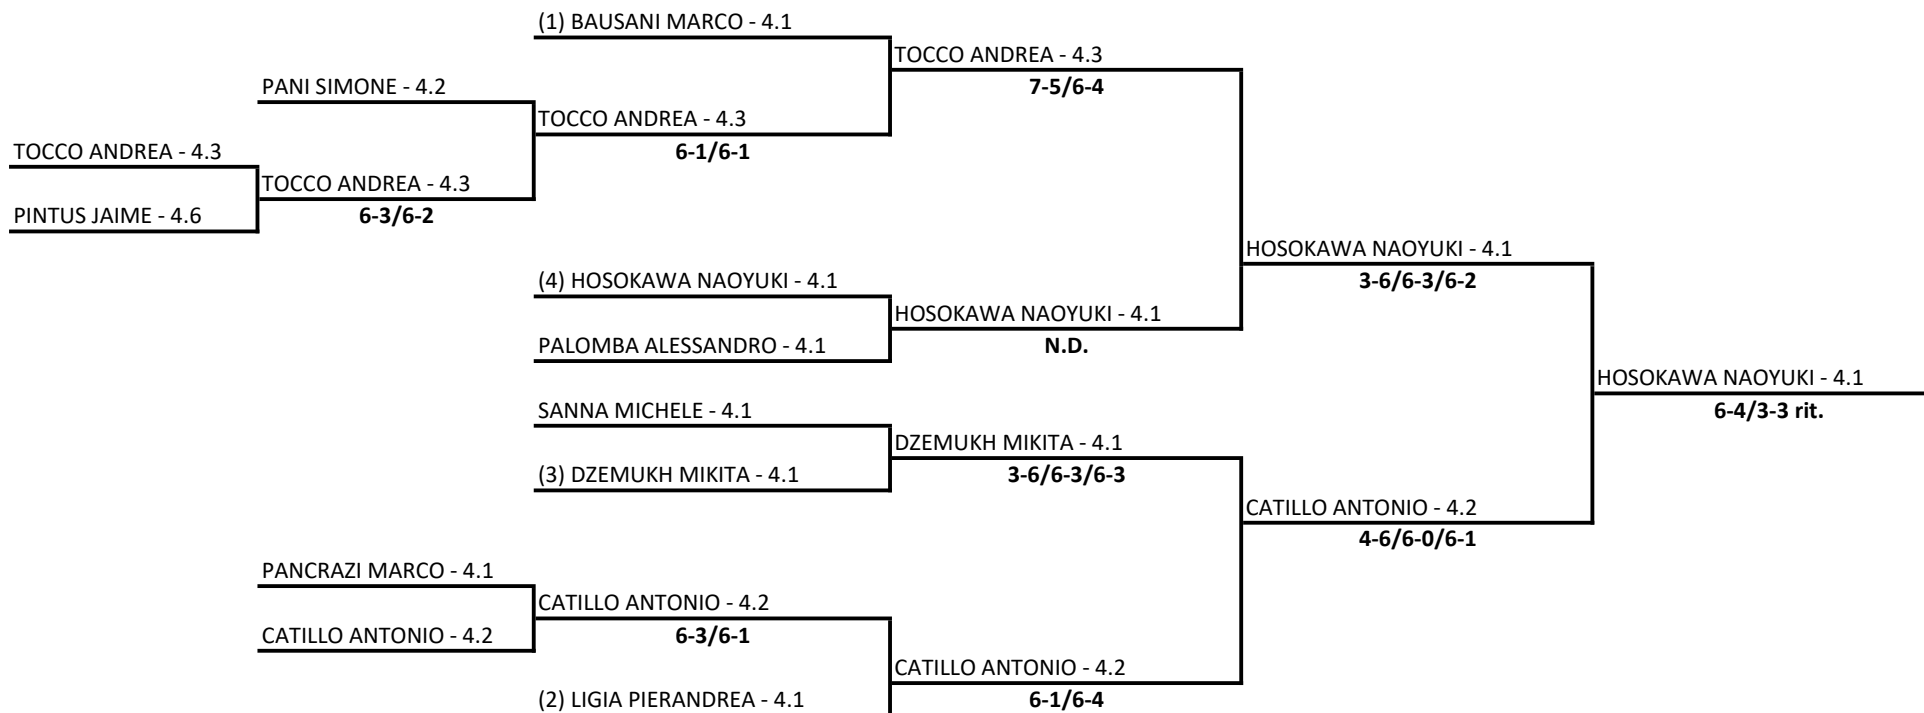 (1) BAUSANI MARCO - 4.1
TOCCO ANDREA - 4.3
PANI SIMONE - 4.2
7-5/6-4
TOCCO ANDREA - 4.3
TOCCO ANDREA - 4.3
6-1/6-1
TOCCO ANDREA - 4.3
PINTUS JAIME - 4.6
6-3/6-2
HOSOKAWA NAOYUKI - 4.1
(4) HOSOKAWA NAOYUKI - 4.1
3-6/6-3/6-2
HOSOKAWA NAOYUKI - 4.1
PALOMBA ALESSANDRO - 4.1
N.D.
HOSOKAWA NAOYUKI - 4.1
SANNA MICHELE - 4.1
6-4/3-3 rit.
DZEMUKH MIKITA - 4.1
(3) DZEMUKH MIKITA - 4.1
3-6/6-3/6-3
CATILLO ANTONIO - 4.2
4-6/6-0/6-1
PANCRAZI MARCO - 4.1
CATILLO ANTONIO - 4.2
CATILLO ANTONIO - 4.2
6-3/6-1
CATILLO ANTONIO - 4.2
(2) LIGIA PIERANDREA - 4.1
6-1/6-4